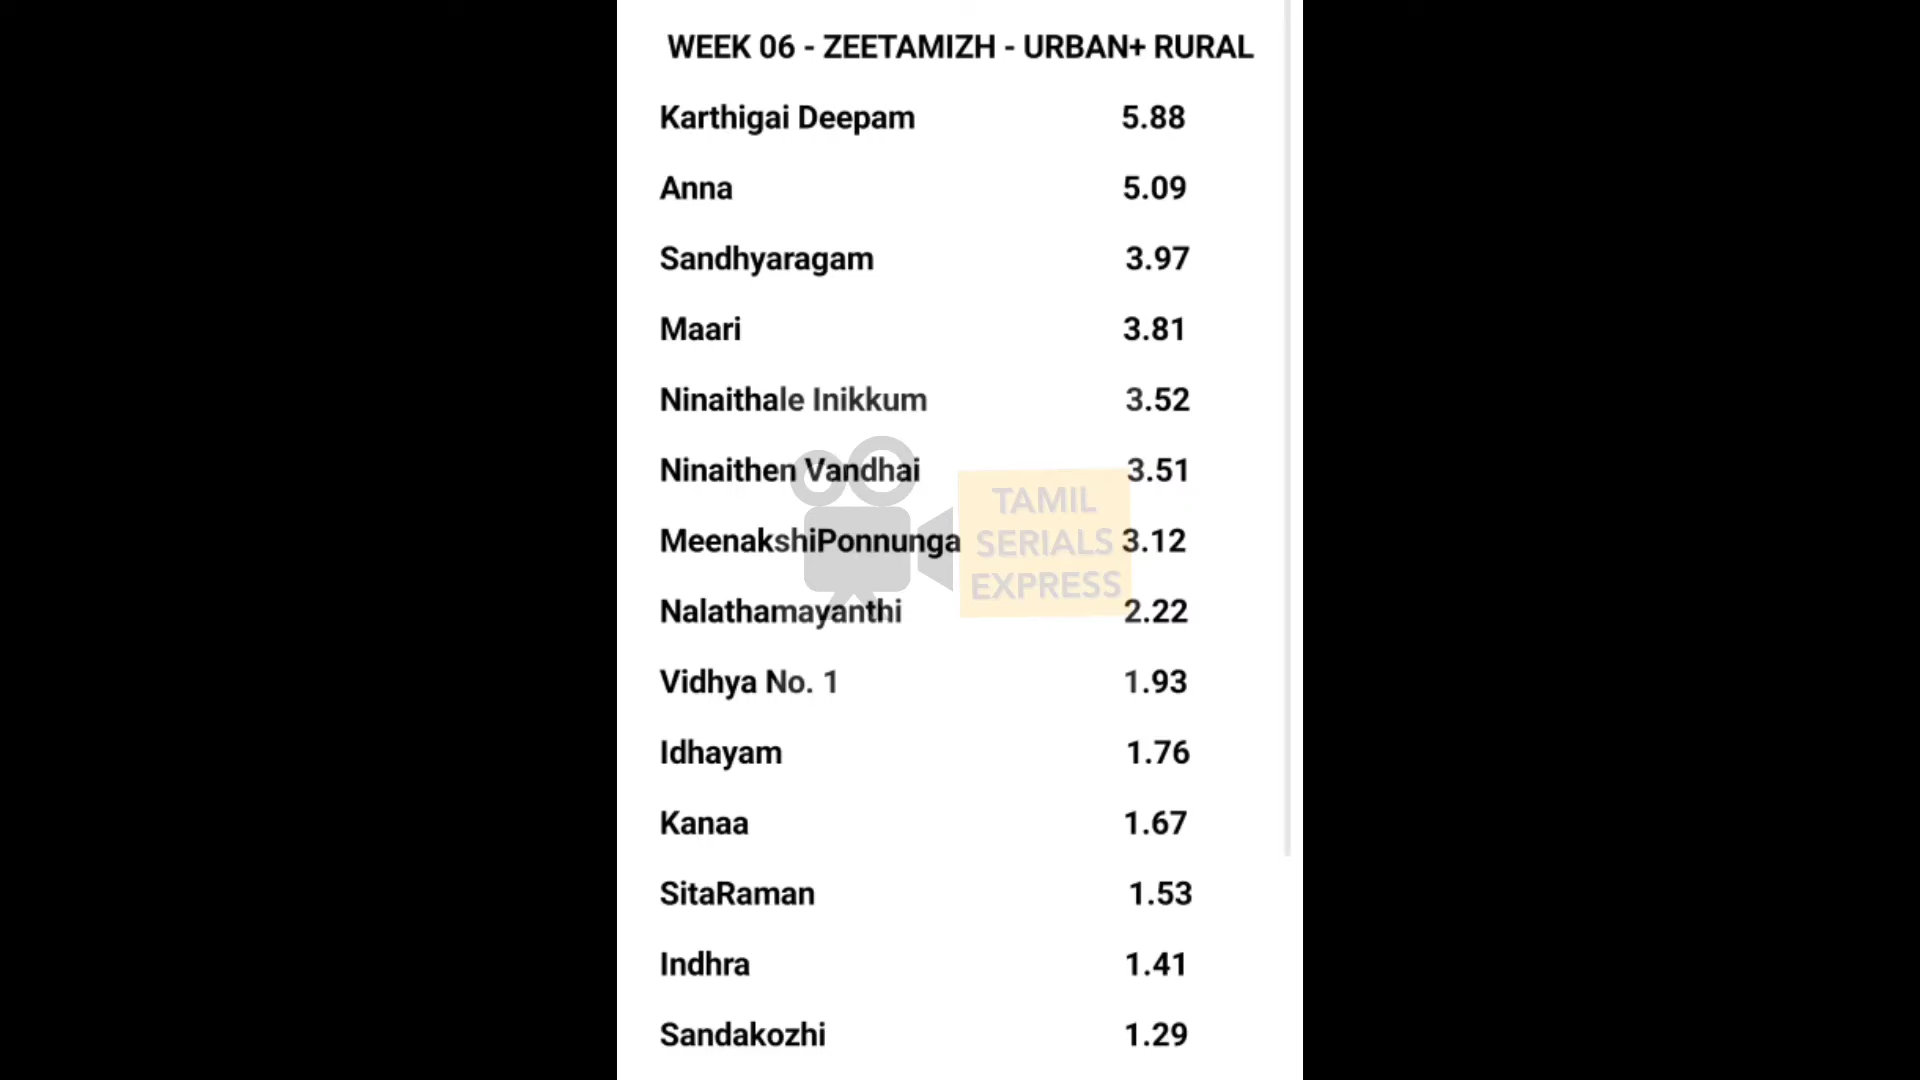 WEEK 06 - ZEETAMIZH - URBAN+ RURAL
Karthigai Deepam 5.88
Anna 5.09
Sandhyaragam 3.97
Maari 3.81
Ninaithale Inikkum 3.52
Ninaithen Vandhai 3.51
MeenakshiPonnunga 3.12
Nalathamayanthi 2.22
Vidhya No. 1 1.93
Idhayam 1.76
Kanaa 1.67
SitaRaman 1.53
Indhra 1.41
Sandakozhi 1.29
TAMIL
SERIALS
EXPRESS